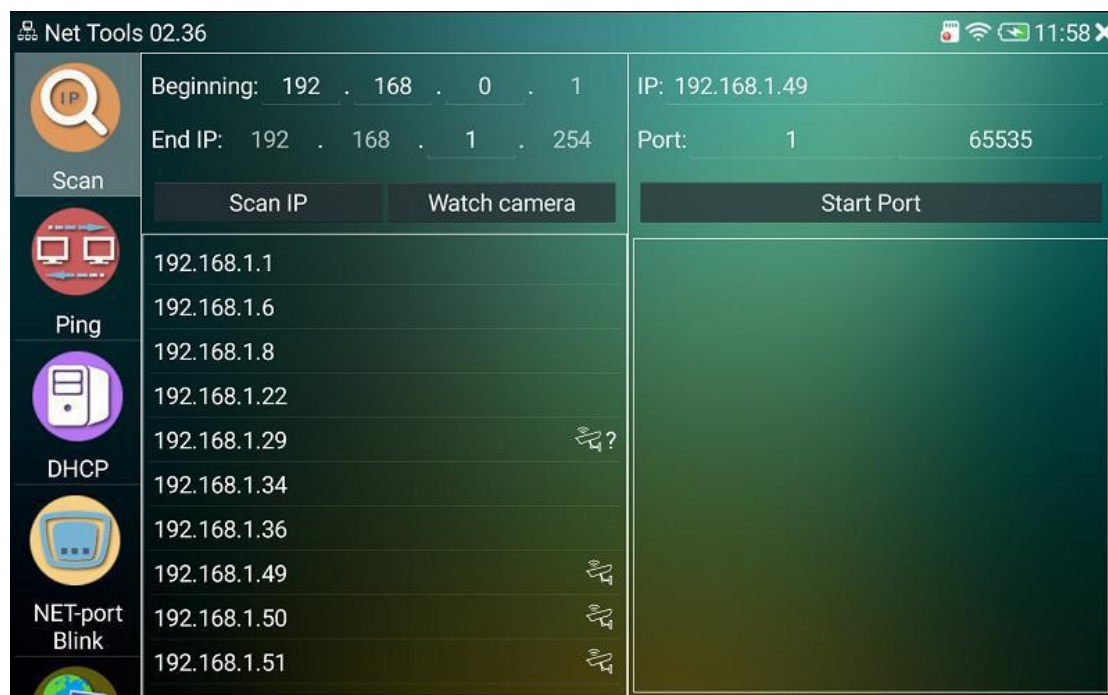 Net Tools 02.36
11:58
IP
Scan
Ping
DHCP
NET-port
Blink
Beginning: 192 . 168 . 0 . 1
End IP: 192 . 168 . 1 . 254
Scan IP
Watch camera
192.168.1.1
192.168.1.6
192.168.1.8
192.168.1.22
192.168.1.29 ?
192.168.1.34
192.168.1.36
192.168.1.49
192.168.1.50
192.168.1.51
IP: 192.168.1.49
Port: 1 65535
Start Port